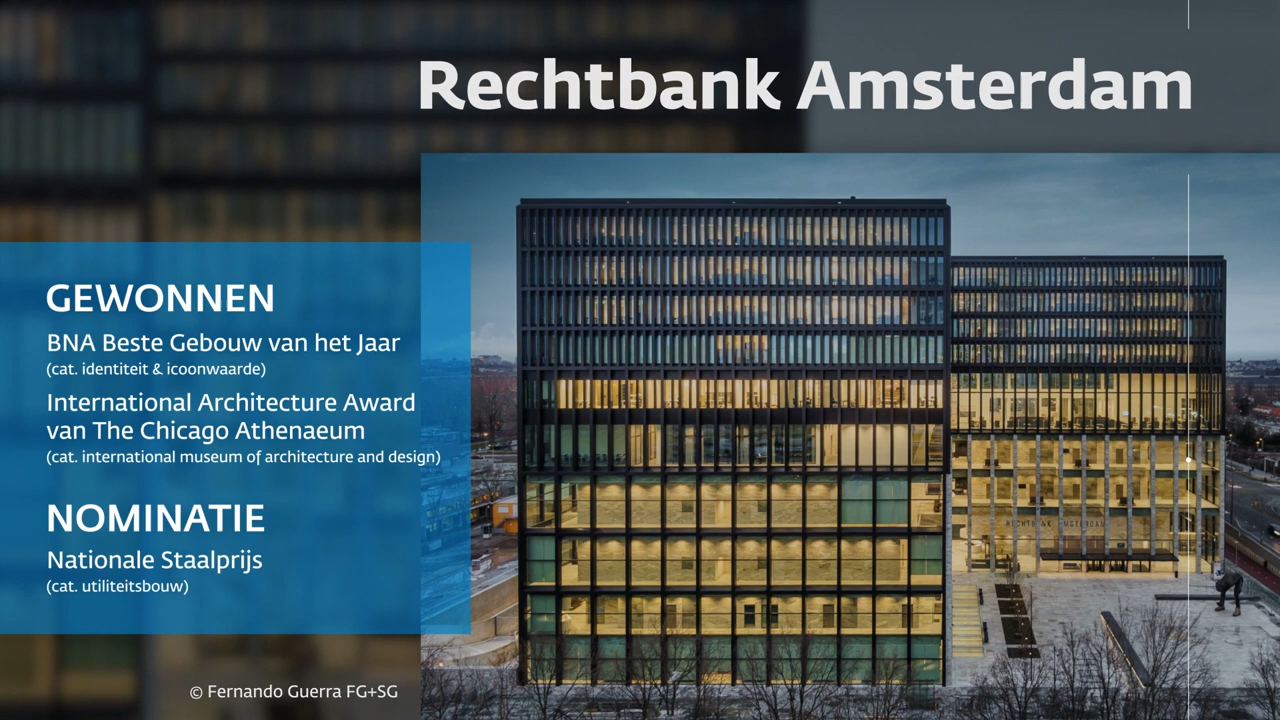 Rechtbank Amsterdam
GEWONNEN
BNA Beste Gebouw van het Jaar
(cat. identiteit & icoonwaarde)
International Architecture Award
van The Chicago Athenaeum
(cat. international museum of architecture and design)
NOMINATIE
Nationale Staalprijs
(cat. utiliteitsbouw)
RECHTBANK AMSTERDAM
© Fernando Guerra FG+SG